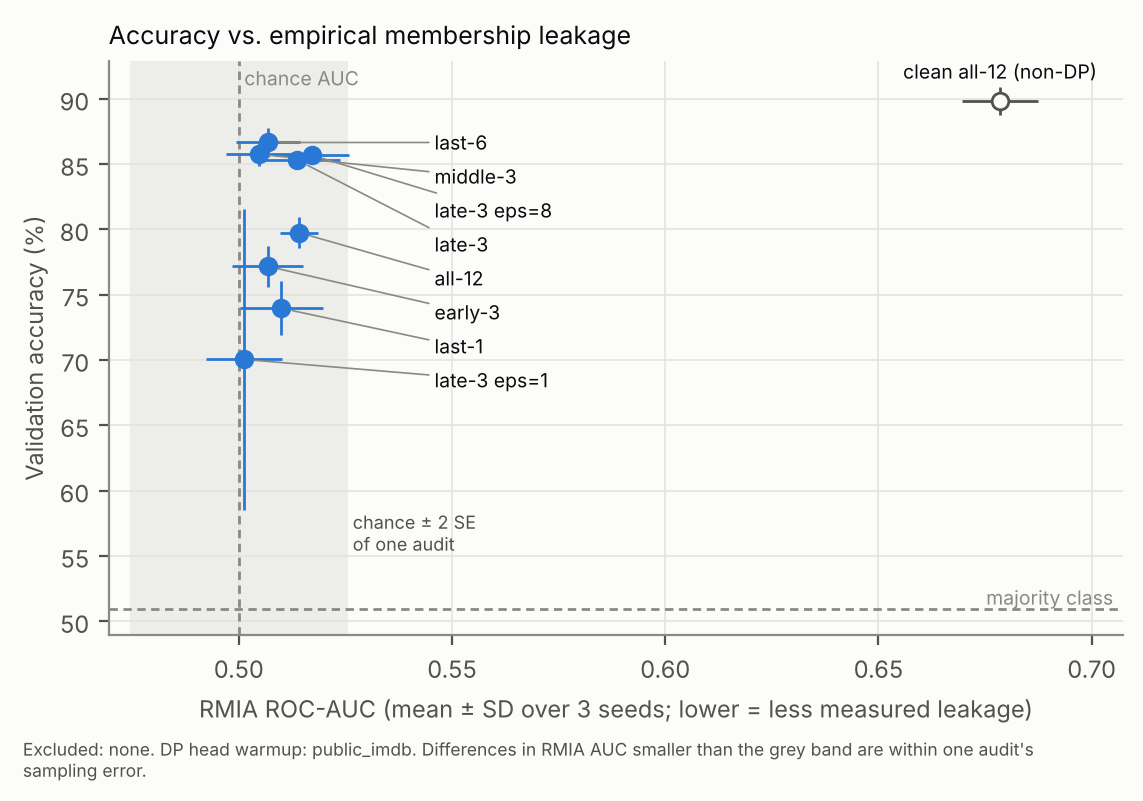 Accuracy vs. empirical membership leakage
chance AUC
clean all-12 (non-DP)
90
85
80
75
70
65
60
55
50
Validation accuracy (%)
last-6
middle-3
late-3 eps=8
late-3
all-12
early-3
last-1
late-3 eps=1
chance ± 2 SE
of one audit
majority class
0.50
0.55
0.60
0.65
0.70
RMIA ROC-AUC (mean ± SD over 3 seeds; lower = less measured leakage)
Excluded: none. DP head warmup: public_imdb. Differences in RMIA AUC smaller than the grey band are within one audit's
sampling error.